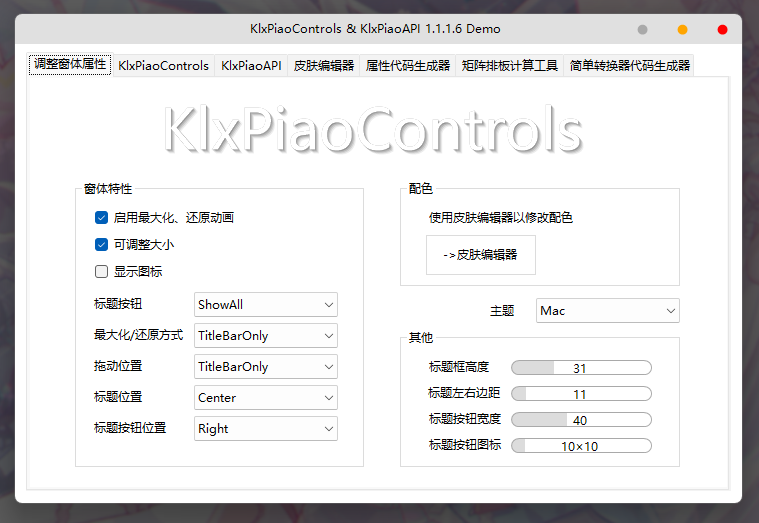 KlxPiaoControls & KlxPiaoAPI 1.1.1.6 Demo
调整窗体属性 KlxPiaoControls KlxPiaoAPI 皮肤编辑器 属性代码生成器 矩阵排板计算工具 简单转换器代码生成器
KlxPiaoControls
窗体特性
启用最大化、还原动画
可调整大小
显示图标
标题按钮 ShowAll
最大化/还原方式 TitleBarOnly
拖动位置 TitleBarOnly
标题位置 Center
标题按钮位置 Right
配色
使用皮肤编辑器以修改配色
->皮肤编辑器
主题 Mac
其他
标题框高度 31
标题左右边距 11
标题按钮宽度 40
标题按钮图标 10×10